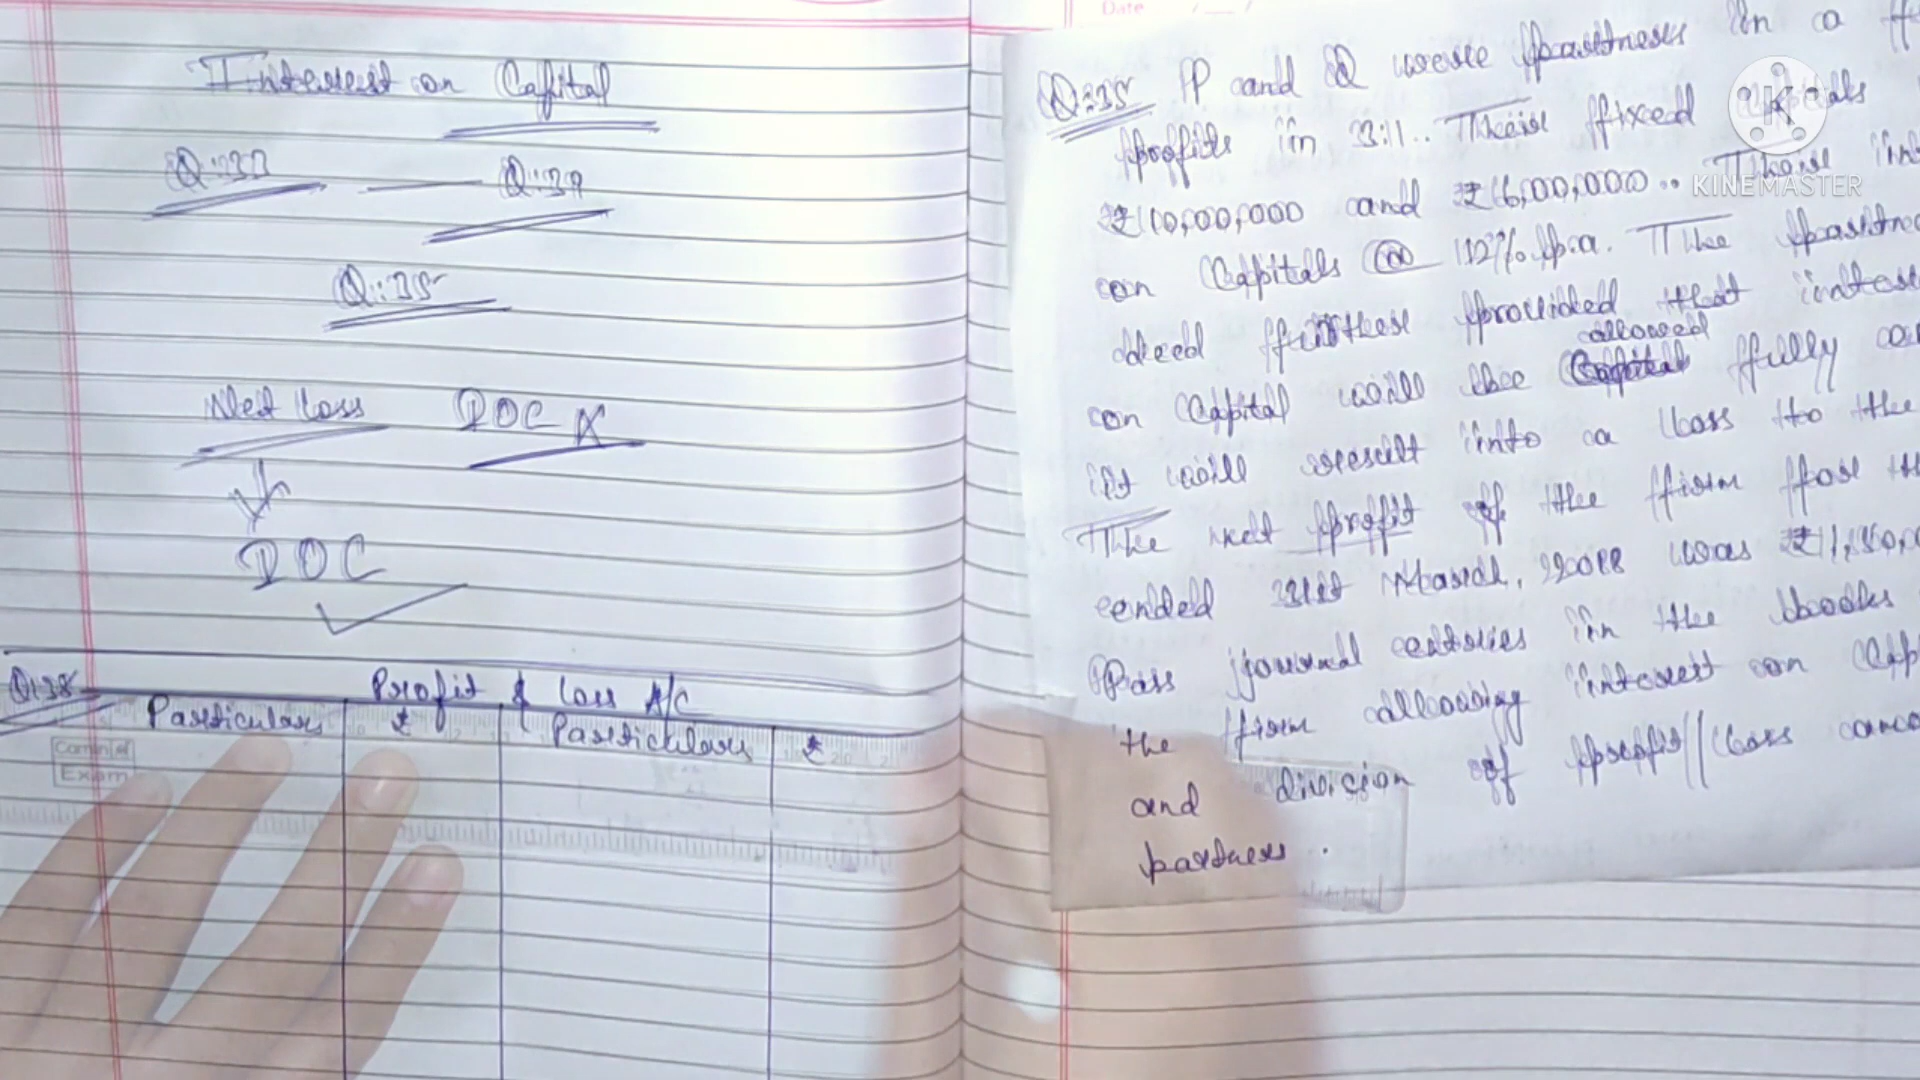 Interest on Capital
Q:33 — Q:37
Q:35
Net Loss IOC X
IOC
Q:35 Profit & Loss A/C
Particulars ₹ Particulars ₹
Date
Q:35 P and Q were partners in a
profits in 3:1. Their fixed capitals
₹10,00,000 and ₹6,00,000.
on Capitals @ 12% p.a. The
deed further provided that
allowed
on Capital will be Capital fully
it will result into a loss to the
The net profit of the firm for
ended 31st March, 2018 was
Pass journal entries in the books
the firm allowing interest on
and division of profit/loss
partners.
KINEMASTER